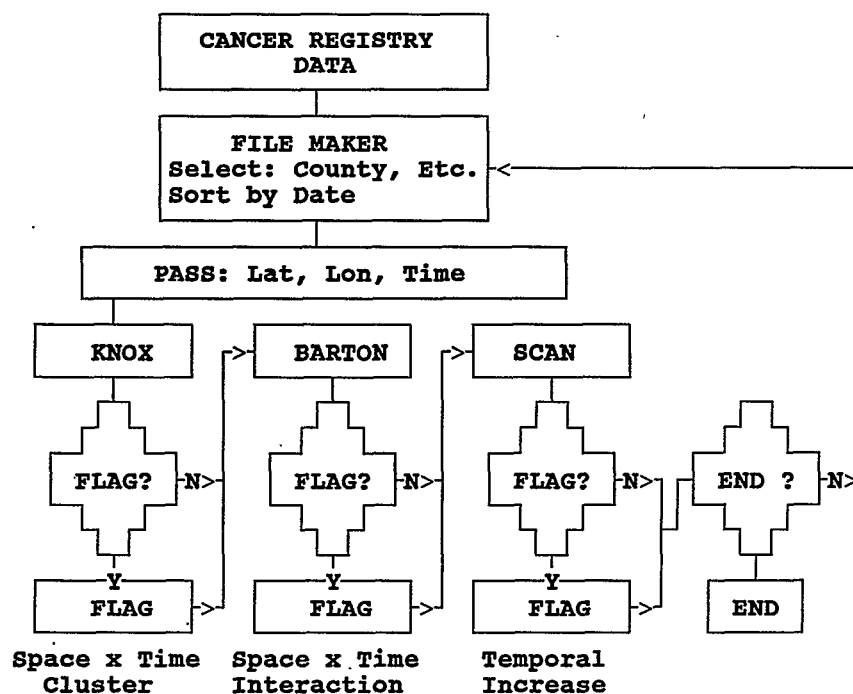 CANCER REGISTRY
DATA
FILE MAKER
Select: County, Etc.
Sort by Date
PASS: Lat, Lon, Time
KNOX
BARTON
SCAN
FLAG?
N
FLAG?
N
FLAG?
N
END ?
N
Y
Y
Y
FLAG
FLAG
FLAG
END
Space x Time
Cluster
Space x Time
Interaction
Temporal
Increase